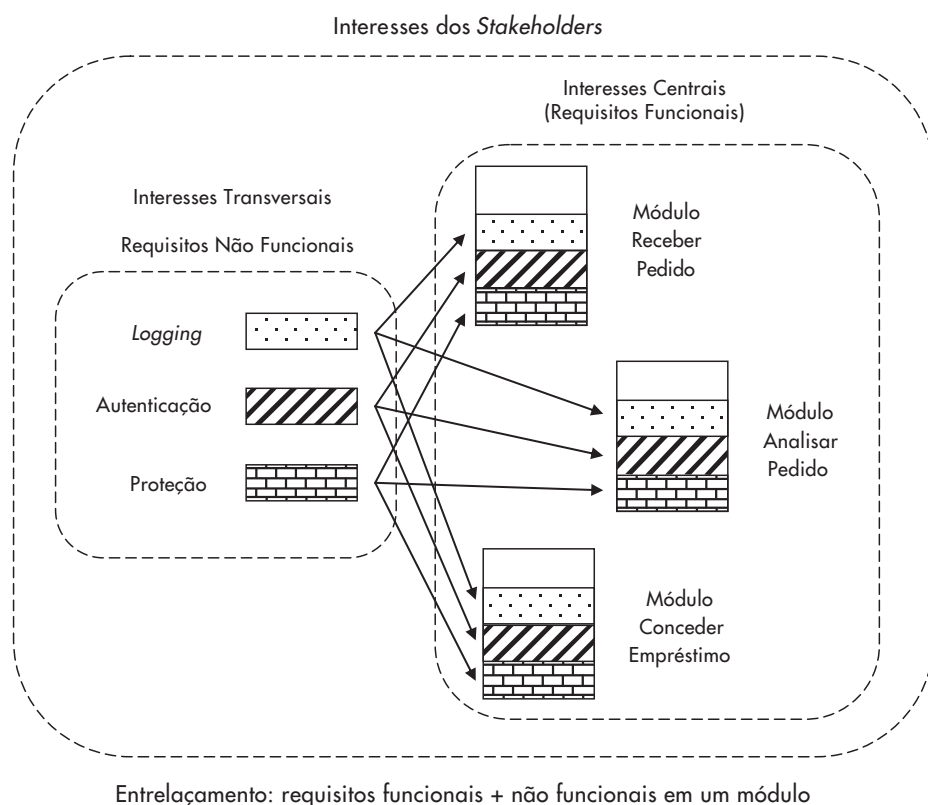 Interesses dos Stakeholders
Interesses Centrais
(Requisitos Funcionais)
Interesses Transversais
Requisitos Não Funcionais
Módulo
Receber
Pedido
Logging
Autenticação
Proteção
Módulo
Analisar
Pedido
Módulo
Conceder
Empréstimo
Entrelaçamento: requisitos funcionais + não funcionais em um módulo